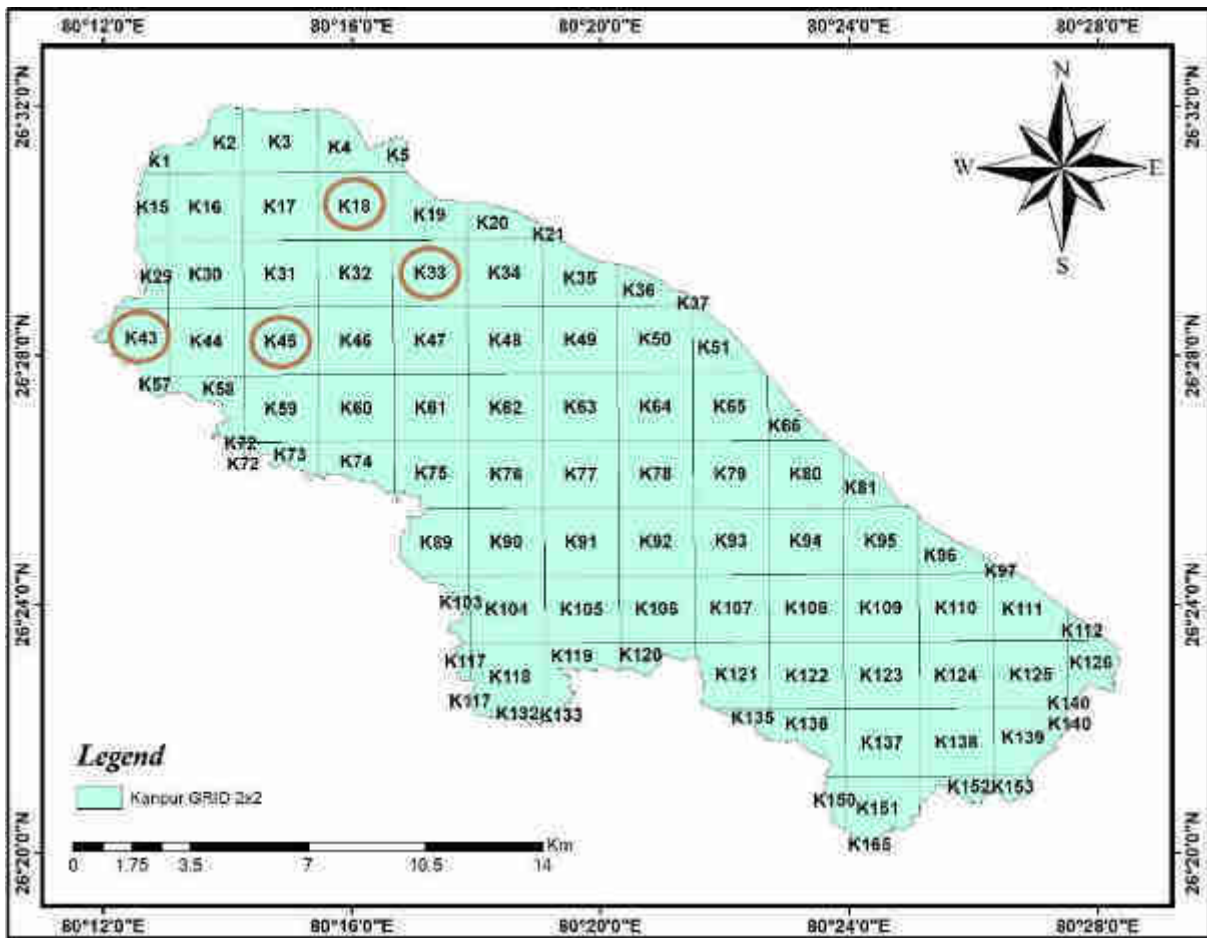 80°12'0"E 80°16'0"E 80°20'0"E 80°24'0"E 80°28'0"E
26°32'0"N 26°32'0"N
N
W E
S
K2 K3 K4 K5
K1
K15 K16 K17 K18 K19 K20 K21
K29 K30 K31 K32 K33 K34 K35 K36 K37
26°28'0"N 26°28'0"N
K43 K44 K45 K46 K47 K48 K49 K50 K51
K57 K58 K59 K60 K61 K62 K63 K64 K65 K66
K72 K73 K74 K75 K76 K77 K78 K79 K80 K81
K72
K89 K90 K91 K92 K93 K94 K95 K96 K97
26°24'0"N 26°24'0"N
K103 K104 K105 K106 K107 K108 K109 K110 K111 K112
K117 K118 K119 K120 K121 K122 K123 K124 K125 K126
K117 K132 K133 K135 K136 K137 K138 K139 K140
K140
K150 K151 K152 K153
K165
26°20'0"N 26°20'0"N
Legend
Kanpur GRID 2x2
Km
0 1.75 3.5 7 10.5 14
80°12'0"E 80°16'0"E 80°20'0"E 80°24'0"E 80°28'0"E